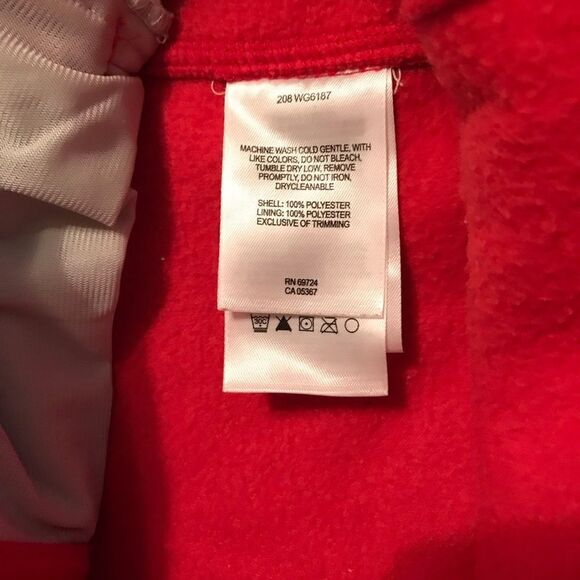 208 WG6187
MACHINE WASH COLD GENTLE, WITH
LIKE COLORS, DO NOT BLEACH,
TUMBLE DRY LOW, REMOVE
PROMPTLY, DO NOT IRON,
DRYCLEANABLE
SHELL: 100% POLYESTER
LINING: 100% POLYESTER
EXCLUSIVE OF TRIMMING
RN 69724
CA 05367
30C